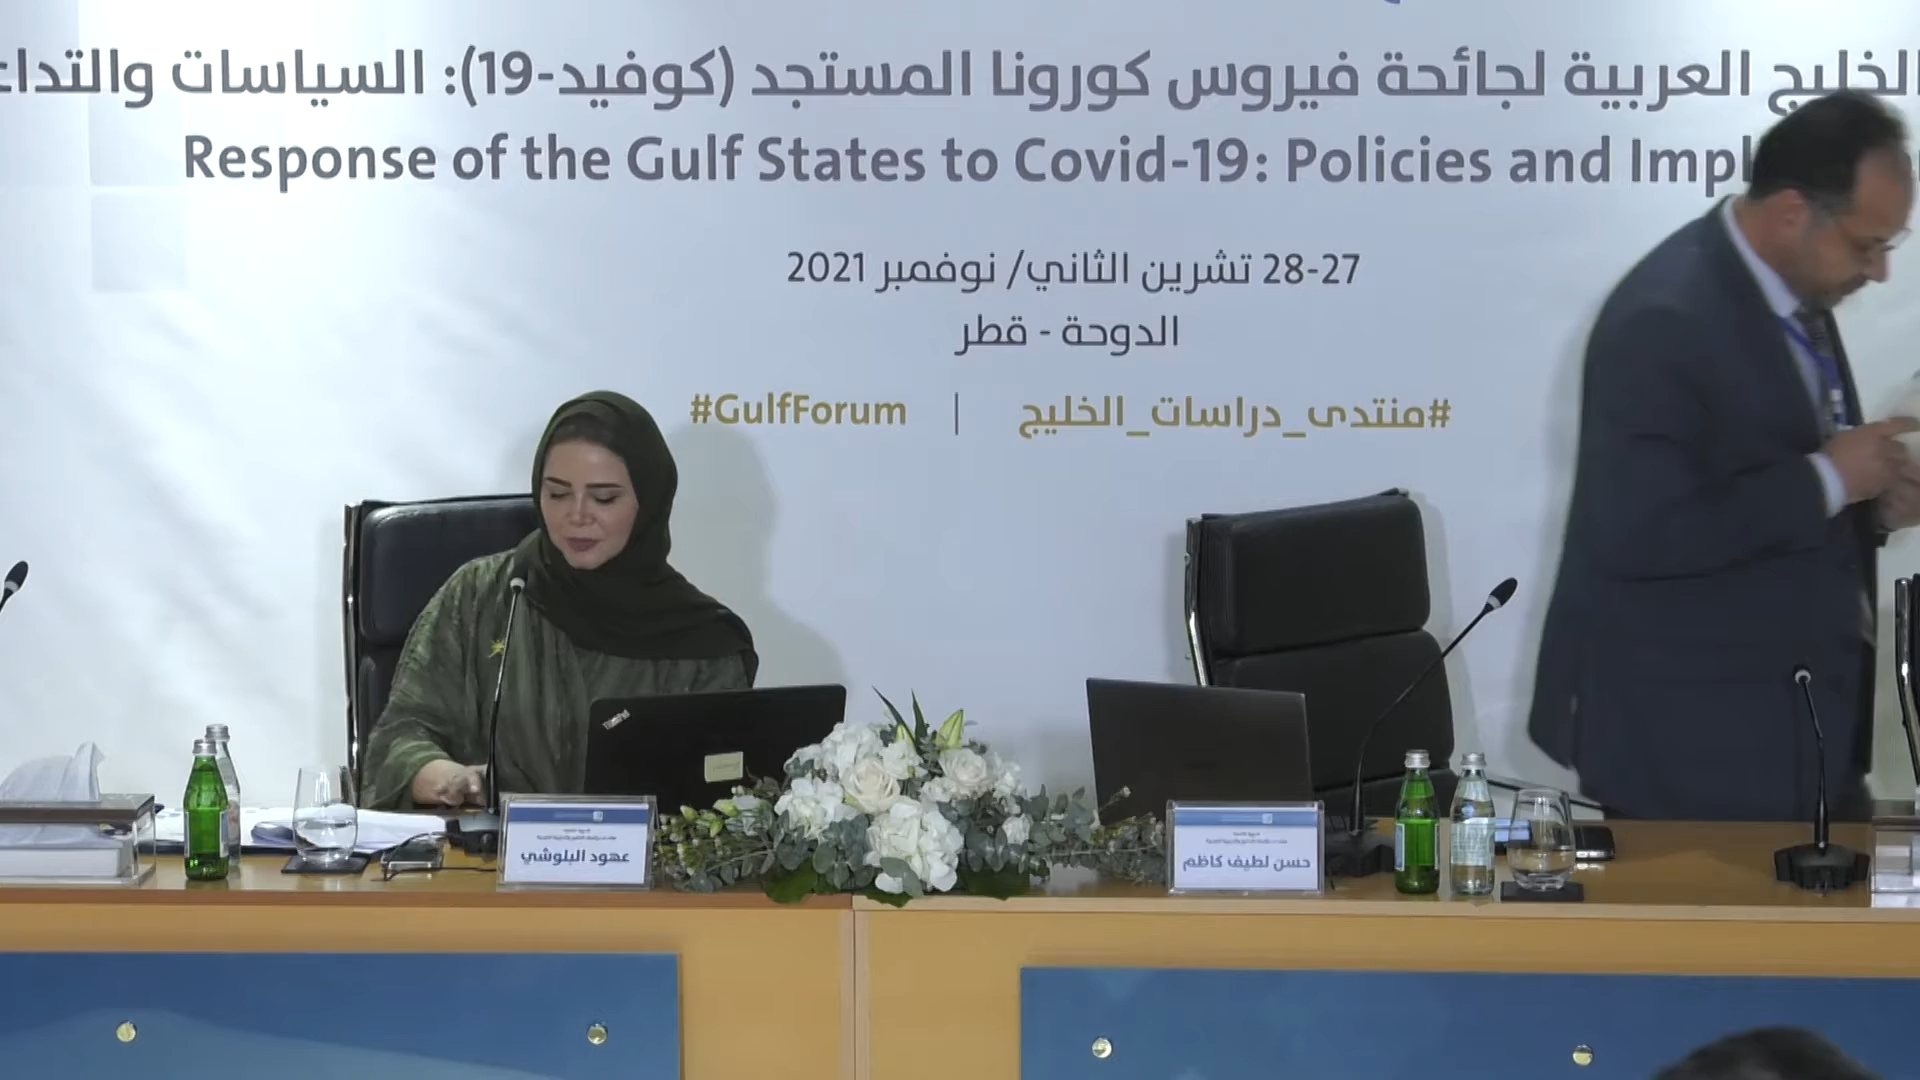 الخليج العربية لجائحة فيروس كورونا المستجد (كوفيد-19): السياسات والتداع
Response of the Gulf States to Covid-19: Policies and Impl
27-28 تشرين الثاني/ نوفمبر 2021
الدوحة - قطر
#منتدى_دراسات_الخليج | #GulfForum
ThinkPad
عهود البلوشي
حسن لطيف كاظم